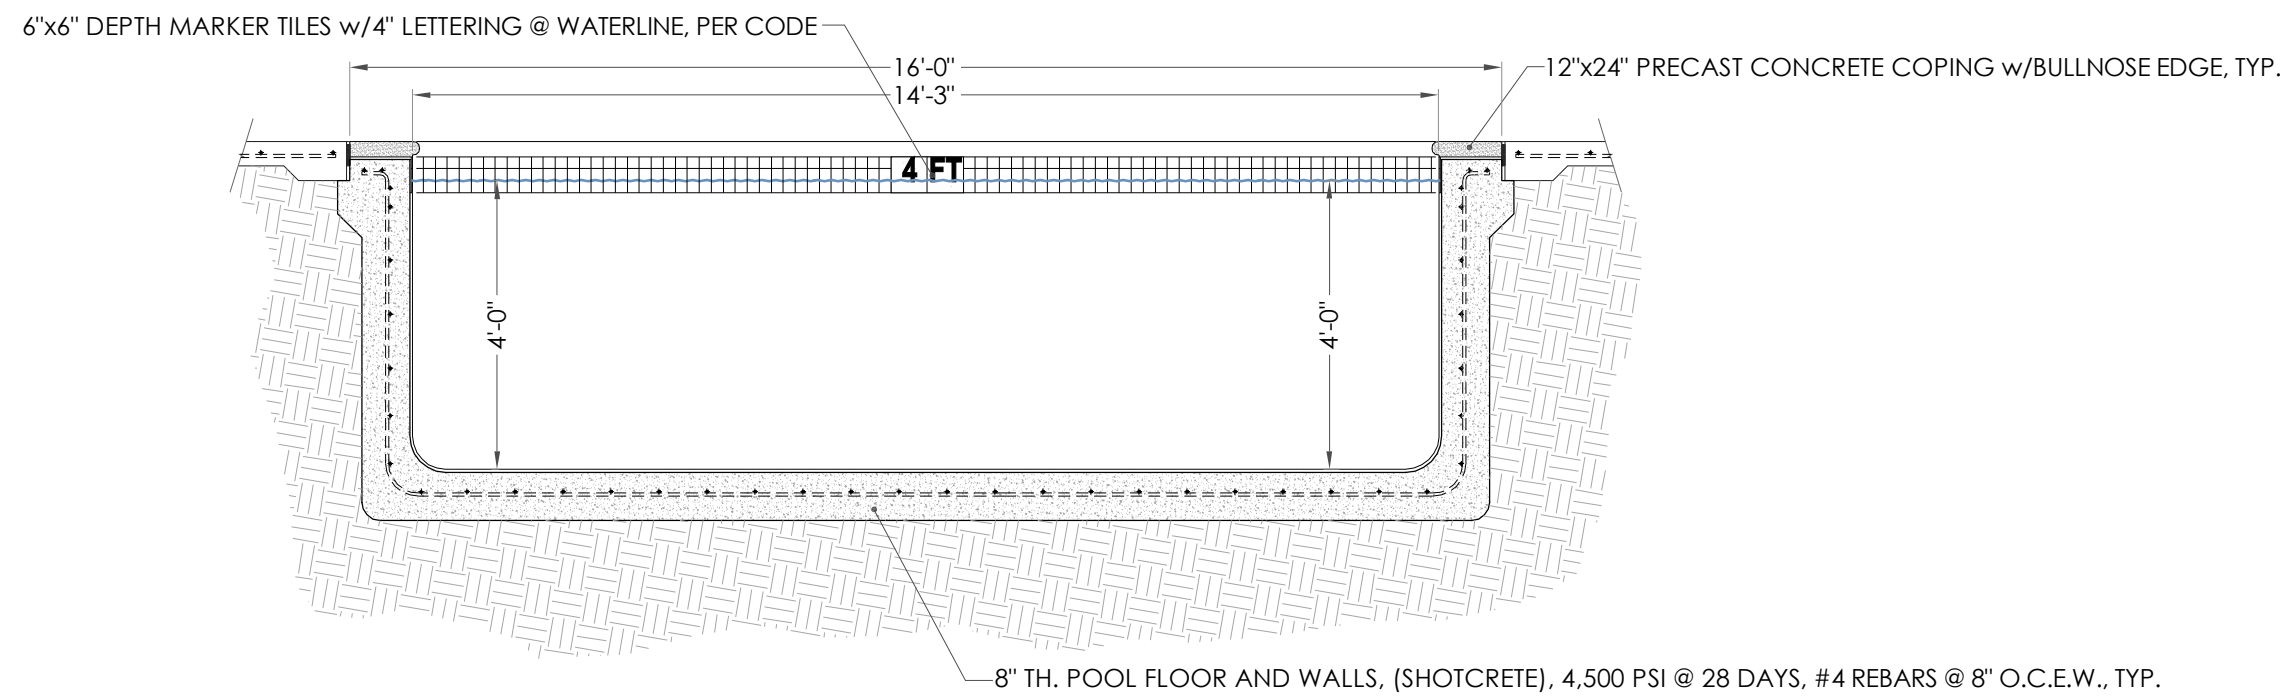 6"x6" DEPTH MARKER TILES w/4" LETTERING @ WATERLINE, PER CODE
16'-0"
12"x24" PRECAST CONCRETE COPING w/BULLNOSE EDGE, TYP.
14'-3"
4 FT
4'-0"
4'-0"
8" TH. POOL FLOOR AND WALLS, (SHOTCRETE), 4,500 PSI @ 28 DAYS, #4 REBARS @ 8" O.C.E.W., TYP.